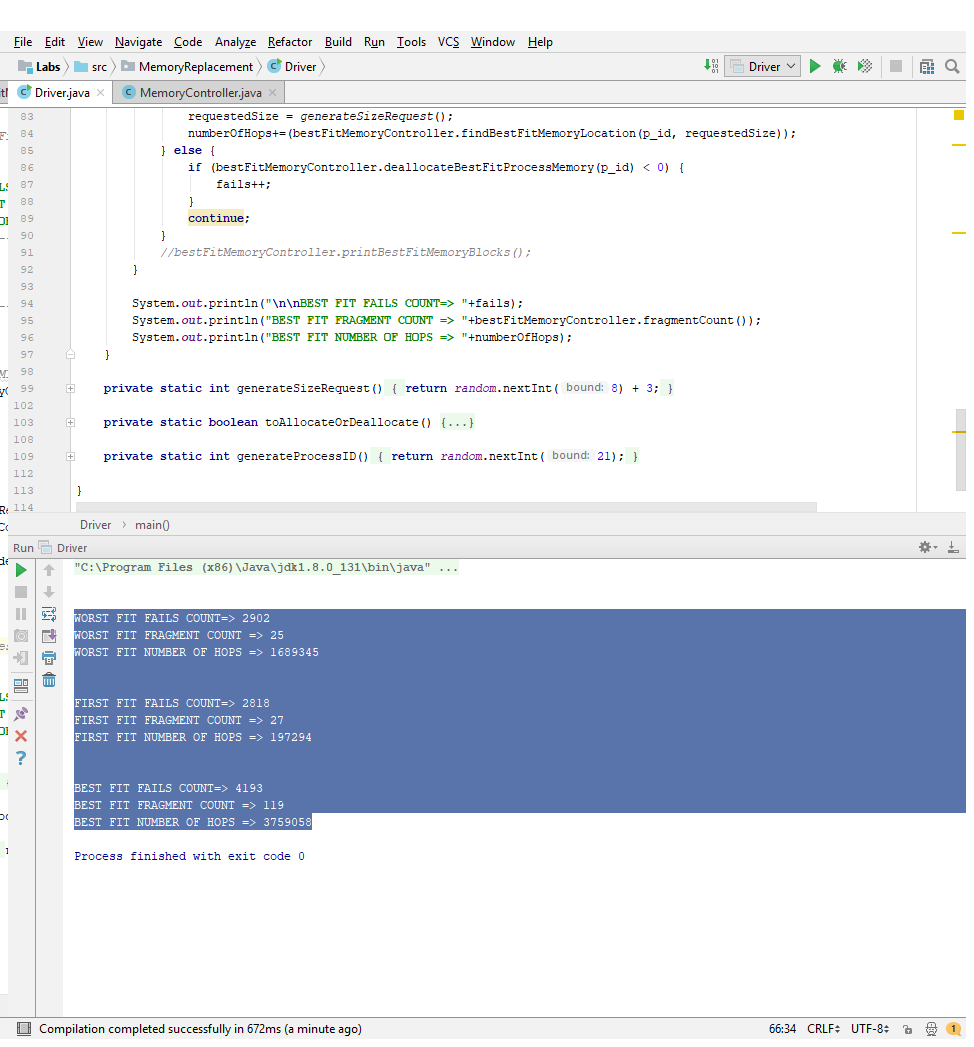 File Edit View Navigate Code Analyze Refactor Build Run Tools VCS Window Help
Labs src MemoryReplacement Driver Driver
Driver.java MemoryController.java
83 requestedSize = generateSizeRequest();
84 numberOfHops+=(bestFitMemoryController.findBestFitMemoryLocation(p_id, requestedSize));
85 } else {
86 if (bestFitMemoryController.deallocateBestFitProcessMemory(p_id) < 0) {
87 fails++;
88 }
89 continue;
90 }
91 //bestFitMemoryController.printBestFitMemoryBlocks();
92 }
93
94 System.out.println("\n\nBEST FIT FAILS COUNT=> "+fails);
95 System.out.println("BEST FIT FRAGMENT COUNT => "+bestFitMemoryController.fragmentCount());
96 System.out.println("BEST FIT NUMBER OF HOPS => "+numberOfHops);
97 }
98
99 private static int generateSizeRequest() { return random.nextInt( bound: 8) + 3; }
102
103 private static boolean toAllocateOrDeallocate() {...}
108
109 private static int generateProcessID() { return random.nextInt( bound: 21); }
112
113 }
114
Driver main()
Run Driver
"C:\Program Files (x86)\Java\jdk1.8.0_131\bin\java" ...
WORST FIT FAILS COUNT=> 2902
WORST FIT FRAGMENT COUNT => 25
WORST FIT NUMBER OF HOPS => 1689345
FIRST FIT FAILS COUNT=> 2818
FIRST FIT FRAGMENT COUNT => 27
FIRST FIT NUMBER OF HOPS => 197294
BEST FIT FAILS COUNT=> 4193
BEST FIT FRAGMENT COUNT => 119
BEST FIT NUMBER OF HOPS => 3759058
Process finished with exit code 0
Compilation completed successfully in 672ms (a minute ago) 66:34 CRLF UTF-8 1